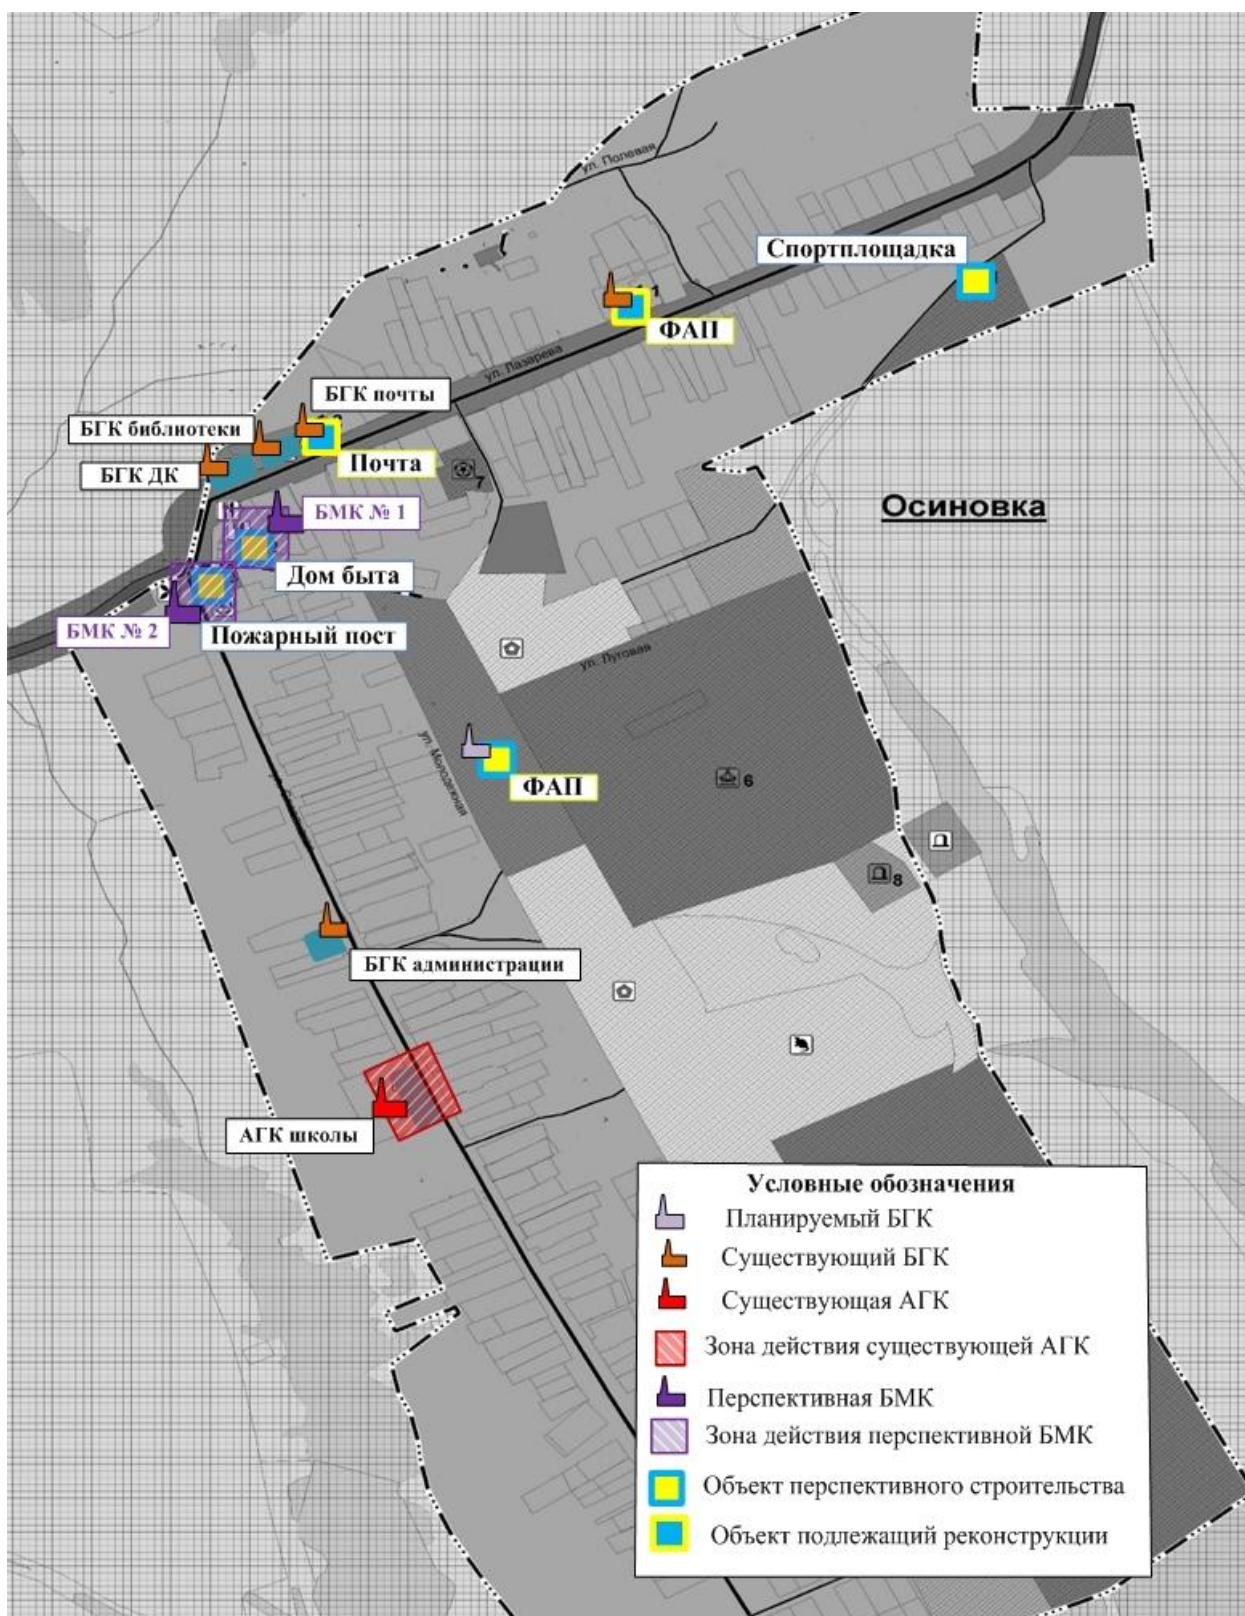 ул. Полевая
Спортплощадка
ФАП
ул. Лазарева
БГК почты
БГК библиотеки
Почта
БГК ДК
7
Осиновка
БМК № 1
Дом быта
БМК № 2
Пожарный пост
ул. Луговая
ул. Молодежная
ФАП
6
8
БГК администрации
АГК школы
Условные обозначения
Планируемый БГК
Существующий БГК
Существующая АГК
Зона действия существующей АГК
Перспективная БМК
Зона действия перспективной БМК
Объект перспективного строительства
Объект подлежащий реконструкции